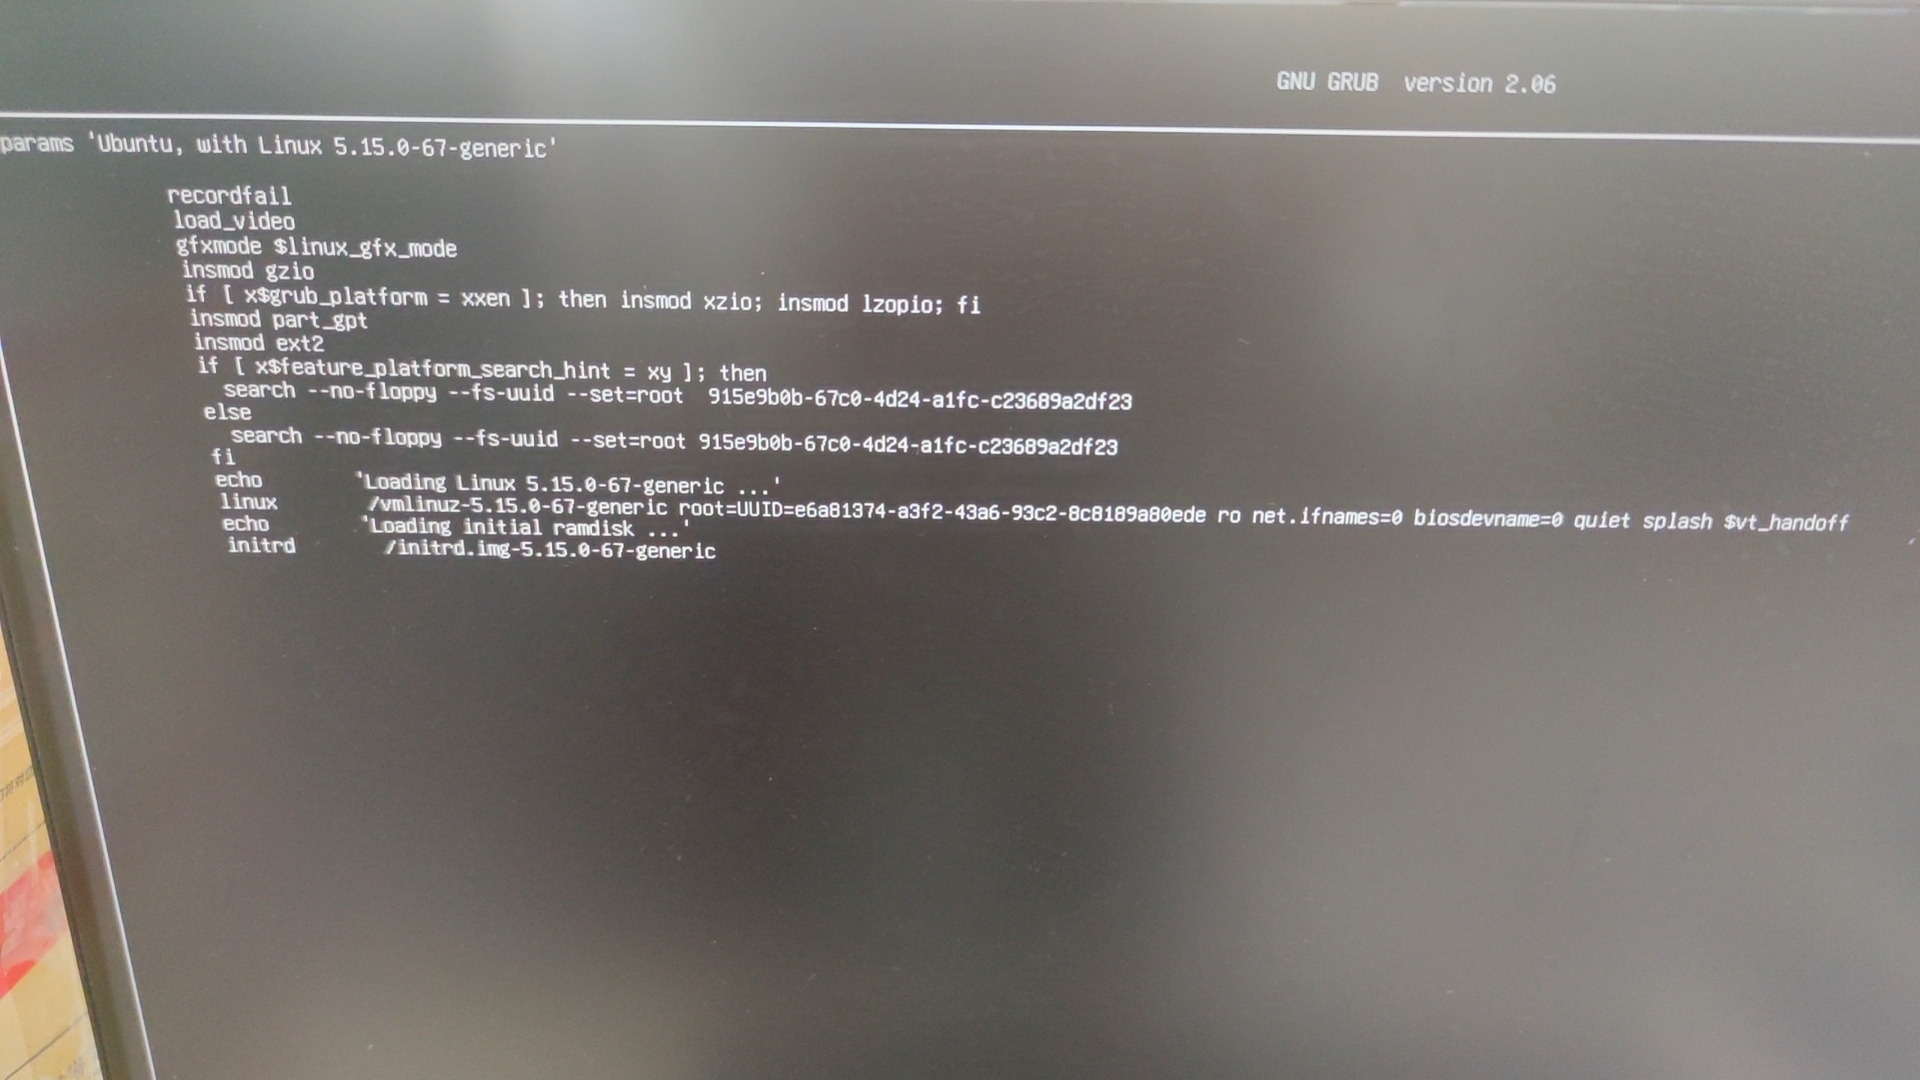 GNU GRUB version 2.06
params 'Ubuntu, with Linux 5.15.0-67-generic'
recordfail
load_video
gfxmode $linux_gfx_mode
insmod gzio
if [ x$grub_platform = xxen ]; then insmod xzio; insmod lzopio; fi
insmod part_gpt
insmod ext2
if [ x$feature_platform_search_hint = xy ]; then
search --no-floppy --fs-uuid --set=root 915e9b0b-67c0-4d24-a1fc-c23689a2df23
else
search --no-floppy --fs-uuid --set=root 915e9b0b-67c0-4d24-a1fc-c23689a2df23
fi
echo 'Loading Linux 5.15.0-67-generic ...'
linux /vmlinuz-5.15.0-67-generic root=UUID=e6a81374-a3f2-43a6-93c2-8c8189a80ede ro net.ifnames=0 biosdevname=0 quiet splash $vt_handoff
echo 'Loading initial ramdisk ...'
initrd /initrd.img-5.15.0-67-generic